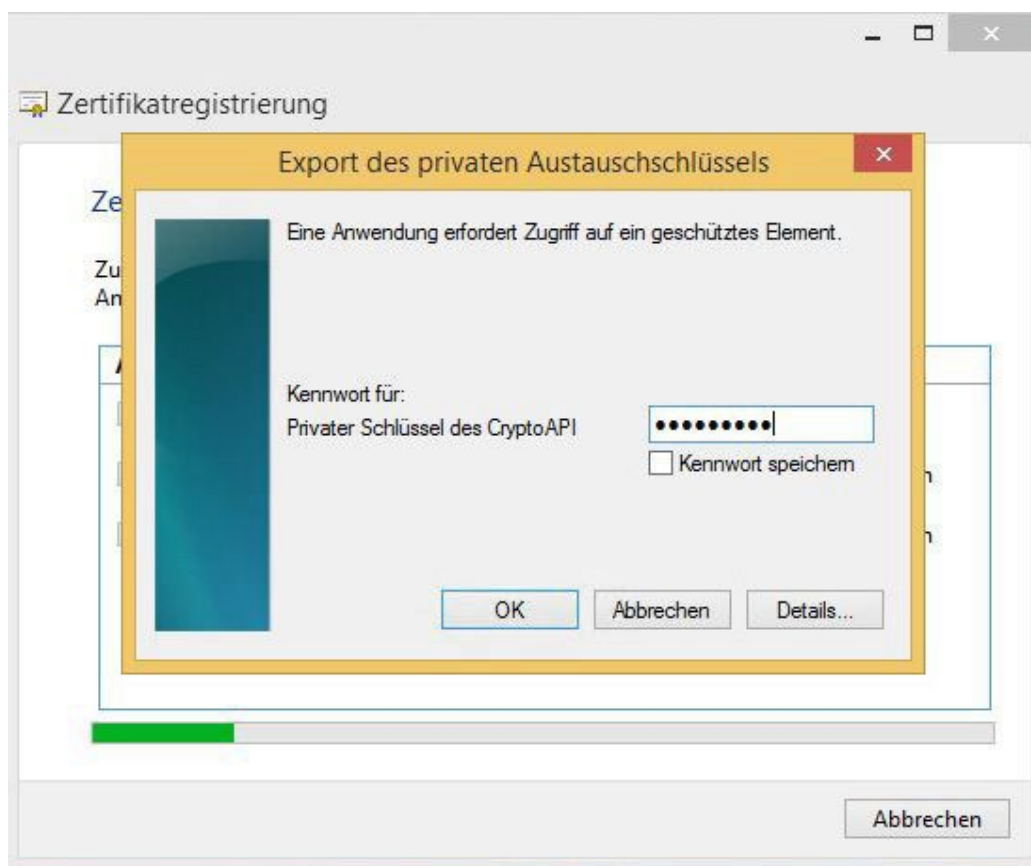 Zertifikatregistrierung
Export des privaten Austauschschlüssels
Eine Anwendung erfordert Zugriff auf ein geschütztes Element.
Kennwort für:
Privater Schlüssel des CryptoAPI
Kennwort speichern
OK
Abbrechen
Details...
Abbrechen